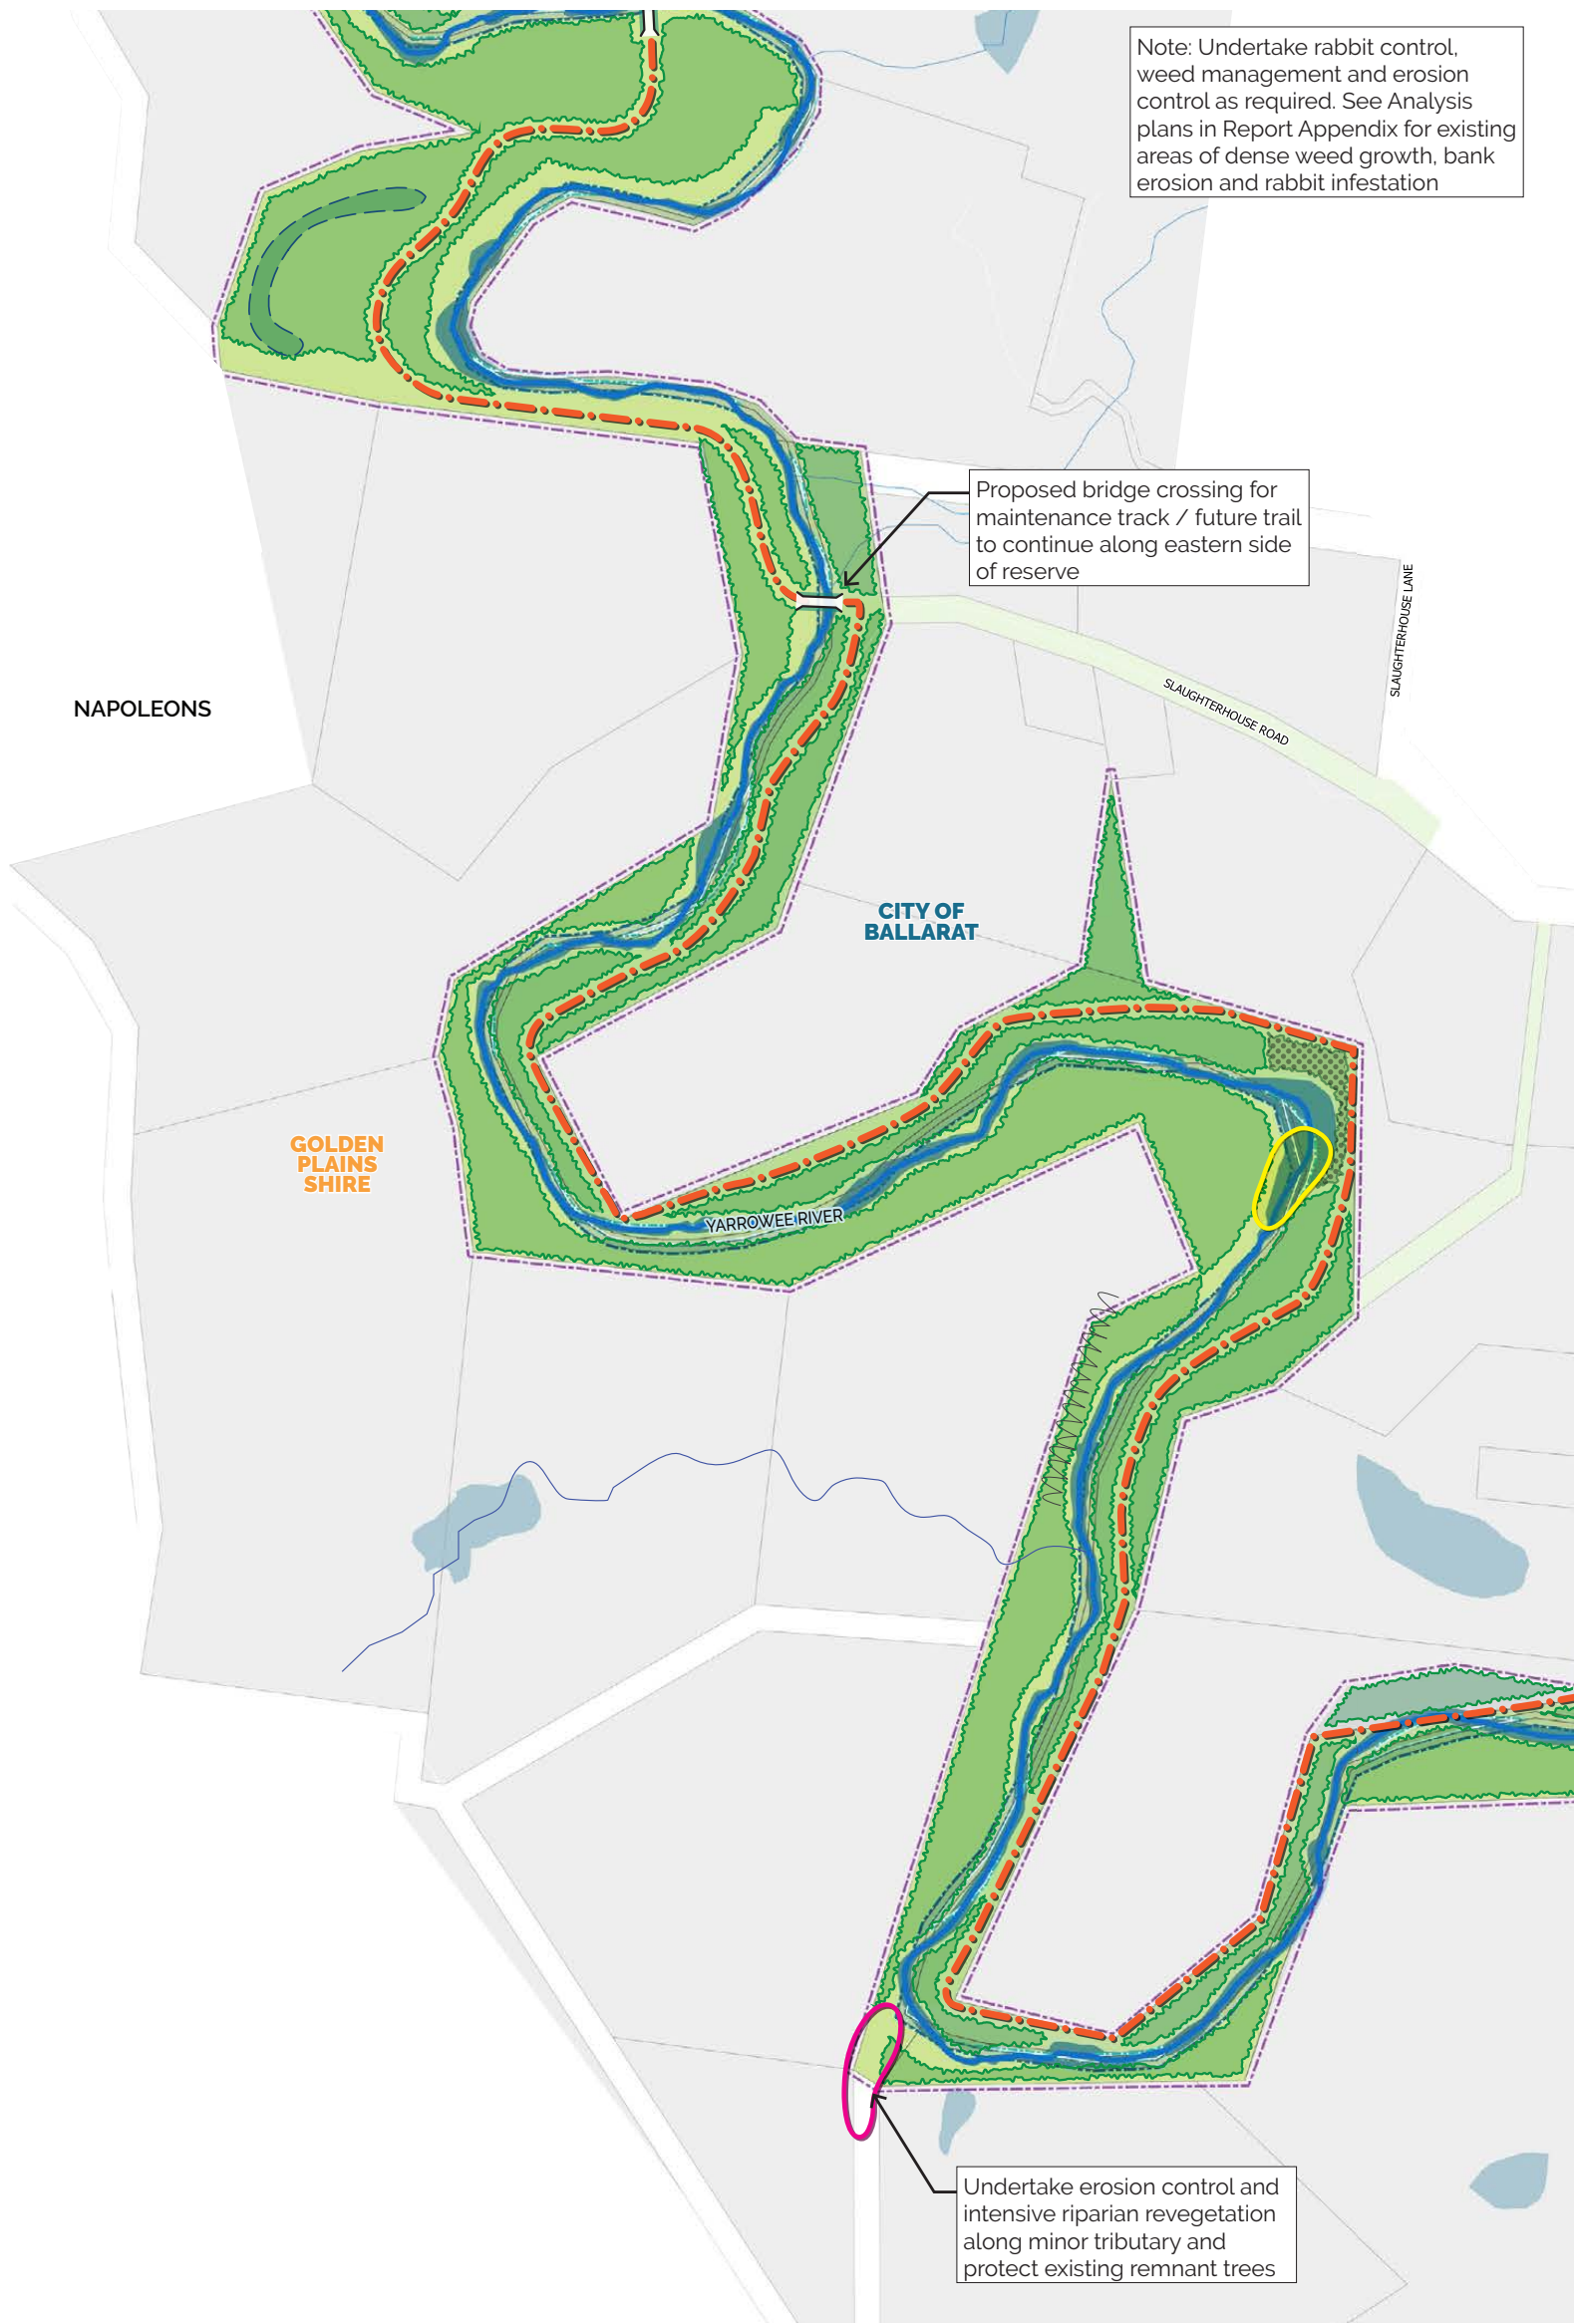 Note: Undertake rabbit control,
weed management and erosion
control as required. See Analysis
plans in Report Appendix for existing
areas of dense weed growth, bank
erosion and rabbit infestation
Proposed bridge crossing for
maintenance track / future trail
to continue along eastern side
of reserve
SLAUGHTERHOUSE LANE
SLAUGHTERHOUSE ROAD
NAPOLEONS
CITY OF
BALLARAT
GOLDEN
PLAINS
SHIRE
YARROWEE RIVER
Undertake erosion control and
intensive riparian revegetation
along minor tributary and
protect existing remnant trees